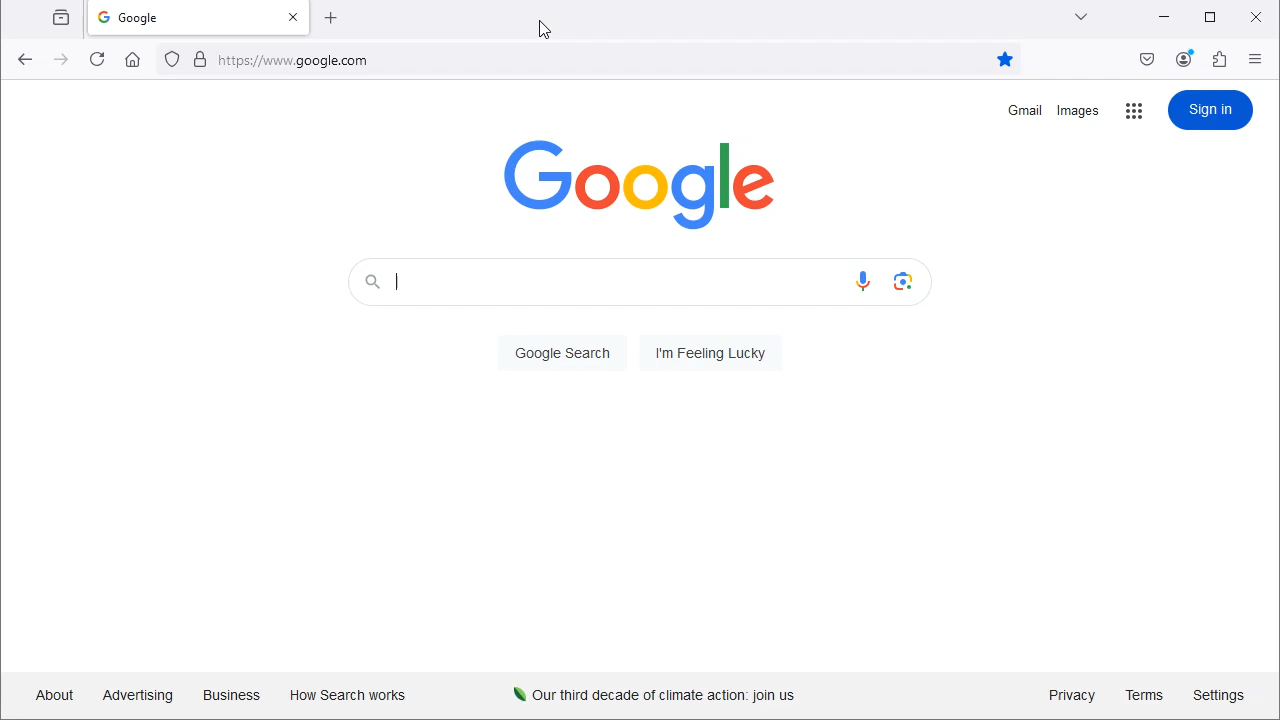 Google
https://www.google.com
Gmail Images Sign in
Google
Google Search I'm Feeling Lucky
About Advertising Business How Search works Our third decade of climate action: join us Privacy Terms Settings